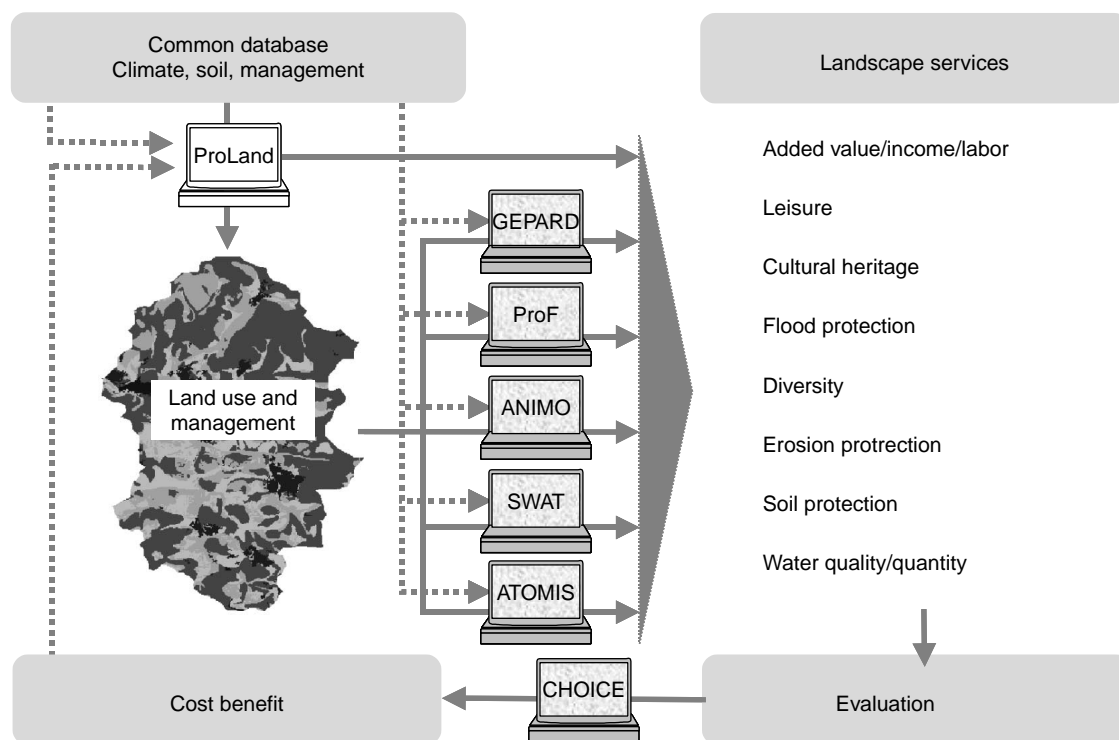 Common database
Climate, soil, management
Landscape services
ProLand
Added value/income/labor
Leisure
GEPARD
Cultural heritage
ProF
Flood protection
Land use and
management
ANIMO
Diversity
Erosion protrection
SWAT
Soil protection
Water quality/quantity
ATOMIS
Cost benefit
CHOICE
Evaluation